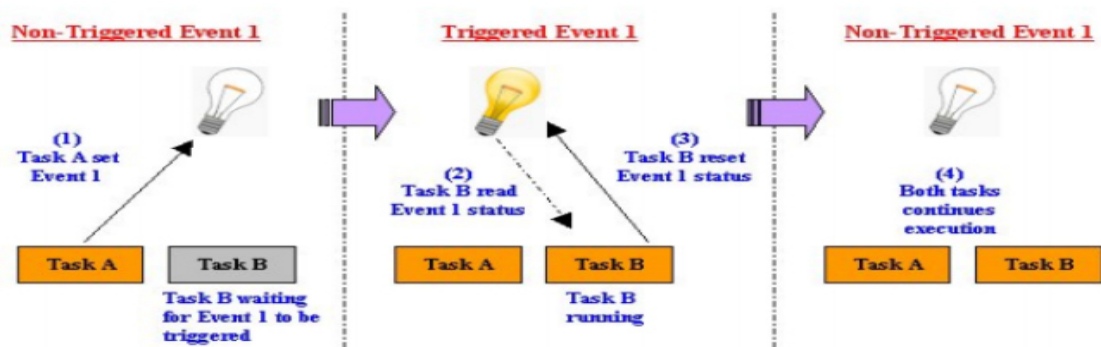 Non-Triggered Event 1
(1)
Task A set
Event 1
Task A
Task B
Task B waiting
for Event 1 to be
triggered
Triggered Event 1
(2)
Task B read
Event 1 status
(3)
Task B reset
Event 1 status
Task A
Task B
Task B
running
Non-Triggered Event 1
(4)
Both tasks
continues
execution
Task A
Task B